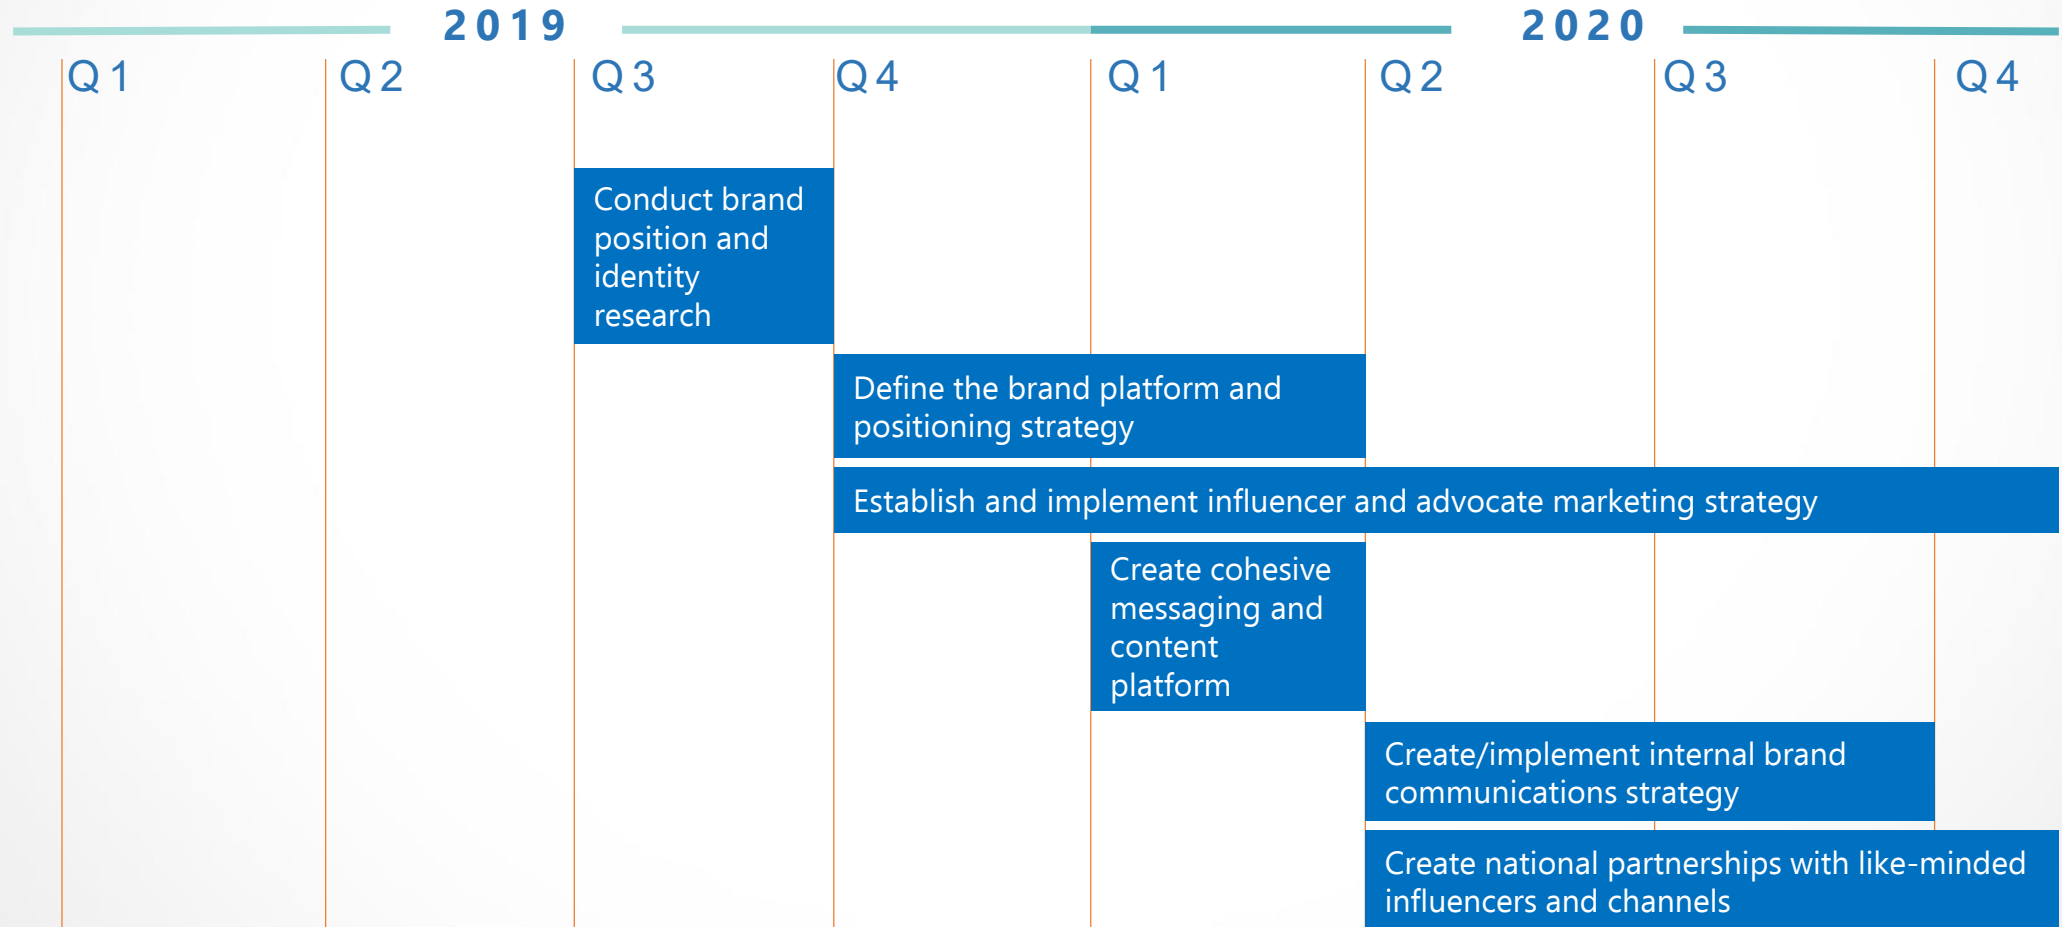 2019 2020
Q1 Q2 Q3 Q4 Q1 Q2 Q3 Q4
Conduct brand
position and
identity
research
Define the brand platform and
positioning strategy
Establish and implement influencer and advocate marketing strategy
Create cohesive
messaging and
content
platform
Create/implement internal brand
communications strategy
Create national partnerships with like-minded
influencers and channels